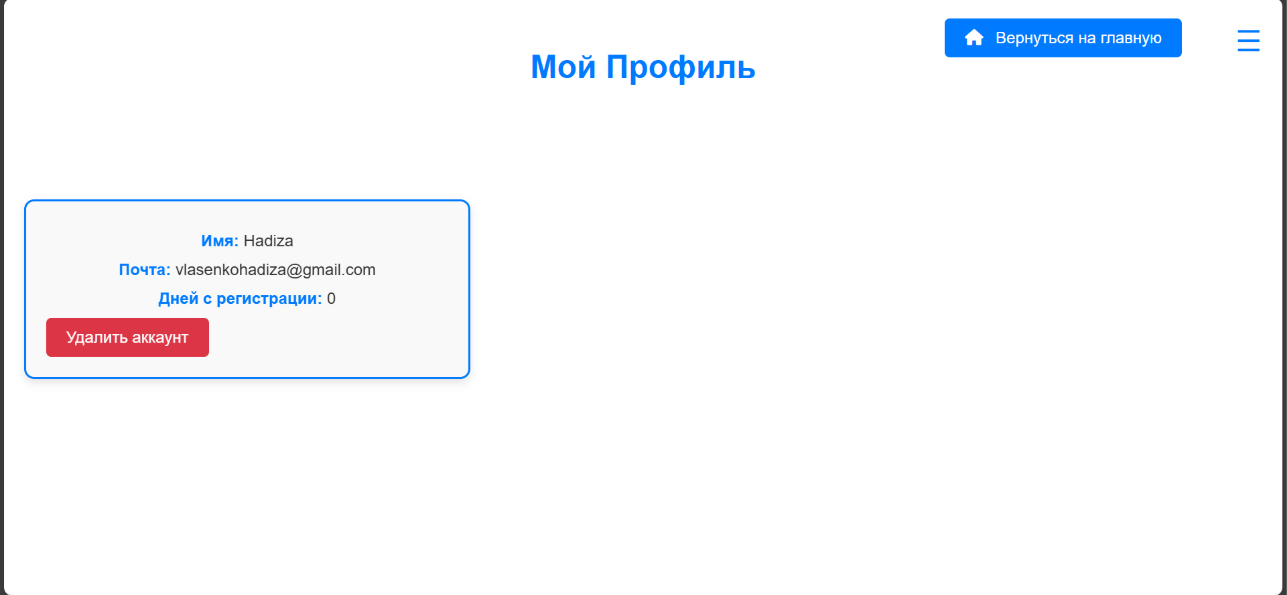 Вернуться на главную
Мой Профиль
Имя: Hadiza
Почта: vlasenkohadiza@gmail.com
Дней с регистрации: 0
Удалить аккаунт